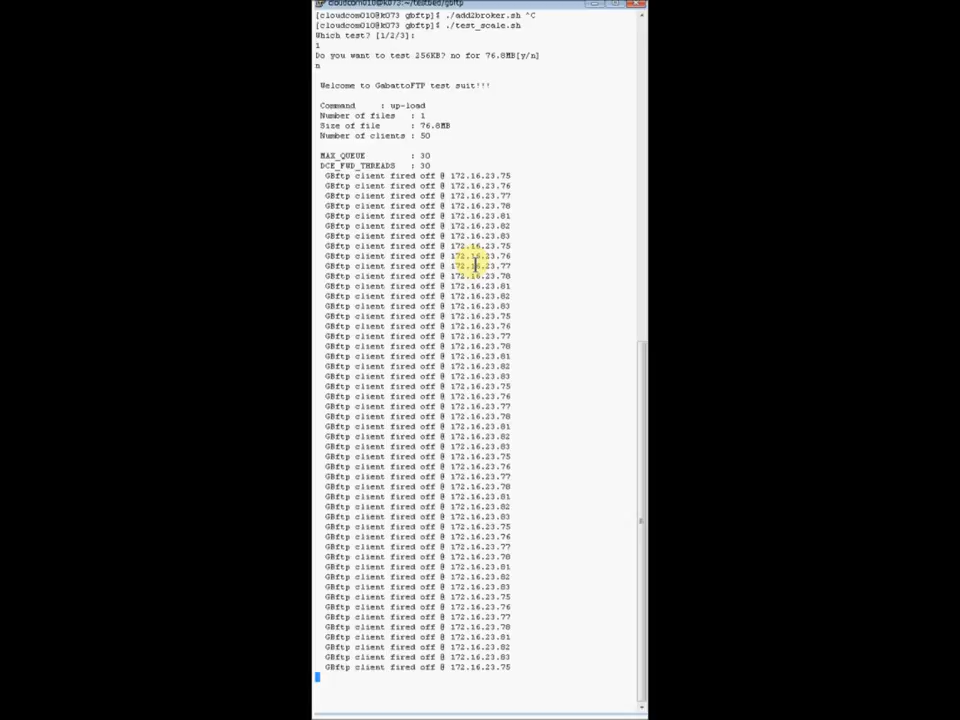 cloudcom010@k073:~/testbed/gbftp
[cloudcom010@k073 gbftp]$ ./add2broker.sh ^C
[cloudcom010@k073 gbftp]$ ./test_scale.sh
Which test? [1/2/3]:
1
Do you want to test 256KB? no for 76.8MB[y/n]
n
Welcome to GabattoFTP test suit!!!
Command : up-load
Number of files : 1
Size of file : 76.8MB
Number of clients : 50
MAX_QUEUE : 30
DCE_FWD_THREADS : 30
GBftp client fired off @ 172.16.23.75
GBftp client fired off @ 172.16.23.76
GBftp client fired off @ 172.16.23.77
GBftp client fired off @ 172.16.23.78
GBftp client fired off @ 172.16.23.81
GBftp client fired off @ 172.16.23.82
GBftp client fired off @ 172.16.23.83
GBftp client fired off @ 172.16.23.75
GBftp client fired off @ 172.16.23.76
GBftp client fired off @ 172.16.23.77
GBftp client fired off @ 172.16.23.78
GBftp client fired off @ 172.16.23.81
GBftp client fired off @ 172.16.23.82
GBftp client fired off @ 172.16.23.83
GBftp client fired off @ 172.16.23.75
GBftp client fired off @ 172.16.23.76
GBftp client fired off @ 172.16.23.77
GBftp client fired off @ 172.16.23.78
GBftp client fired off @ 172.16.23.81
GBftp client fired off @ 172.16.23.82
GBftp client fired off @ 172.16.23.83
GBftp client fired off @ 172.16.23.75
GBftp client fired off @ 172.16.23.76
GBftp client fired off @ 172.16.23.77
GBftp client fired off @ 172.16.23.78
GBftp client fired off @ 172.16.23.81
GBftp client fired off @ 172.16.23.82
GBftp client fired off @ 172.16.23.83
GBftp client fired off @ 172.16.23.75
GBftp client fired off @ 172.16.23.76
GBftp client fired off @ 172.16.23.77
GBftp client fired off @ 172.16.23.78
GBftp client fired off @ 172.16.23.81
GBftp client fired off @ 172.16.23.82
GBftp client fired off @ 172.16.23.83
GBftp client fired off @ 172.16.23.75
GBftp client fired off @ 172.16.23.76
GBftp client fired off @ 172.16.23.77
GBftp client fired off @ 172.16.23.78
GBftp client fired off @ 172.16.23.81
GBftp client fired off @ 172.16.23.82
GBftp client fired off @ 172.16.23.83
GBftp client fired off @ 172.16.23.75
GBftp client fired off @ 172.16.23.76
GBftp client fired off @ 172.16.23.77
GBftp client fired off @ 172.16.23.78
GBftp client fired off @ 172.16.23.81
GBftp client fired off @ 172.16.23.82
GBftp client fired off @ 172.16.23.83
GBftp client fired off @ 172.16.23.75